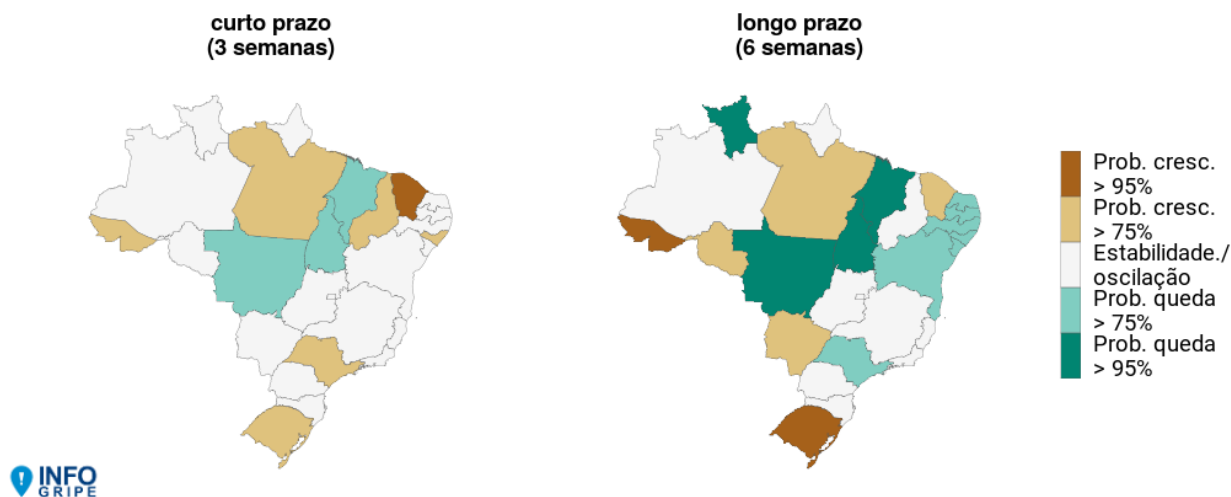 curto prazo
(3 semanas)
longo prazo
(6 semanas)
Prob. cresc.
> 95%
Prob. cresc.
> 75%
Estabilidade./
oscilação
Prob. queda
> 75%
Prob. queda
> 95%
INFO
GRIPE